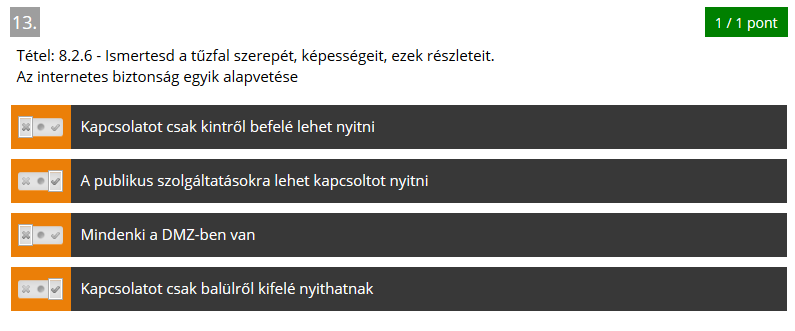 13.
1 / 1 pont
Tétel: 8.2.6 - Ismertesd a tűzfal szerepét, képességeit, ezek részleteit.
Az internetes biztonság egyik alapvetése
Kapcsolatot csak kintről befelé lehet nyitni
A publikus szolgáltatásokra lehet kapcsoltot nyitni
Mindenki a DMZ-ben van
Kapcsolatot csak balülről kifelé nyithatnak